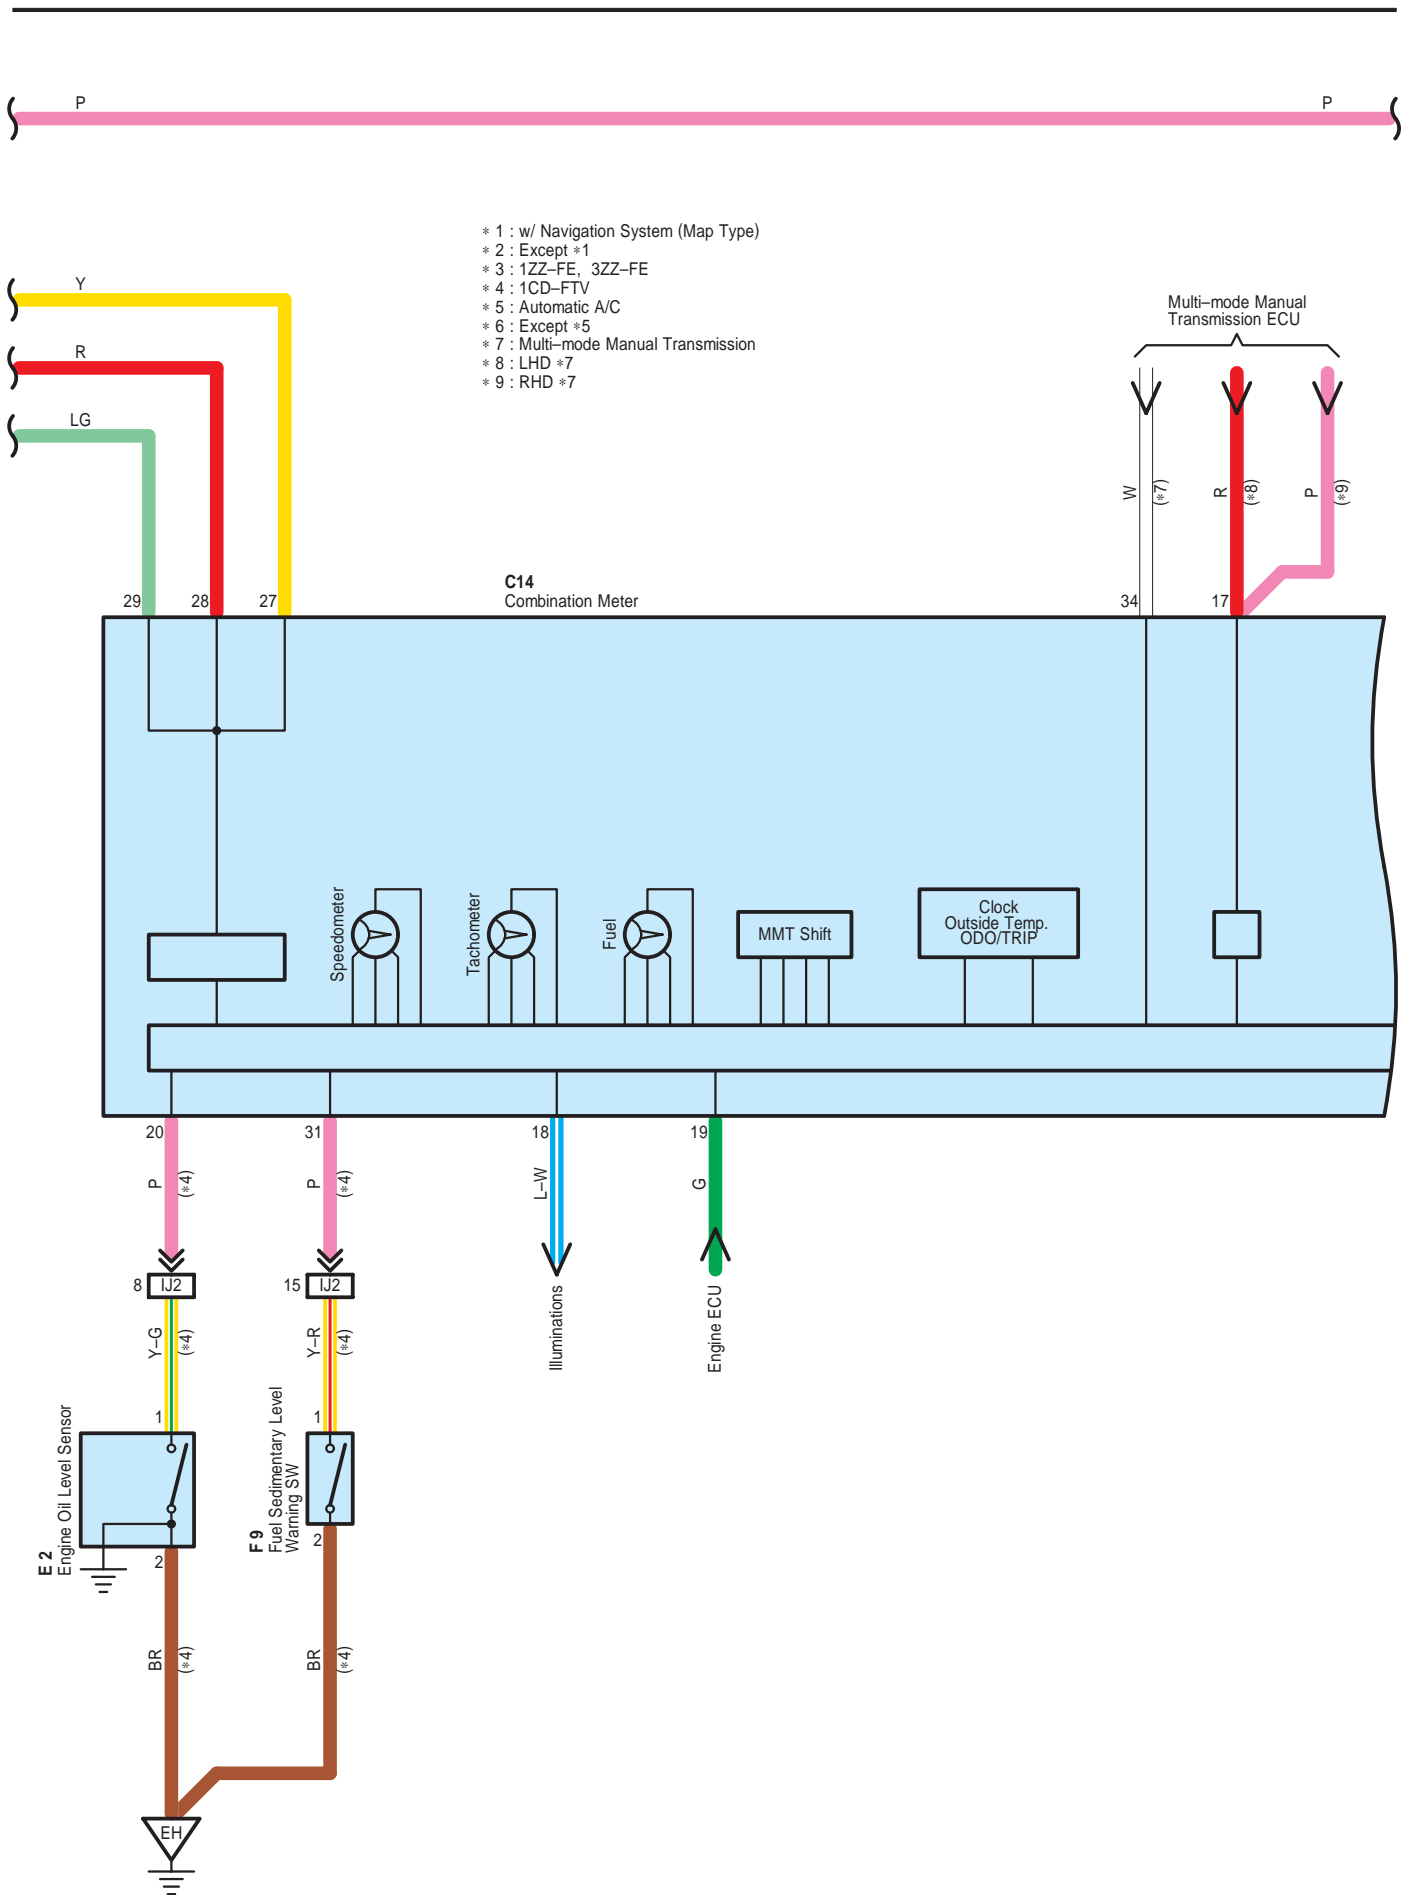 P
P
∗ 1 : w/ Navigation System (Map Type)
∗ 2 : Except ∗1
∗ 3 : 1ZZ–FE, 3ZZ–FE
∗ 4 : 1CD–FTV
∗ 5 : Automatic A/C
∗ 6 : Except ∗5
∗ 7 : Multi–mode Manual Transmission
∗ 8 : LHD ∗7
∗ 9 : RHD ∗7
Y
R
LG
Multi–mode Manual
Transmission ECU
W
(∗7)
R
(∗8)
P
(∗9)
C14
Combination Meter
29
28
27
34
17
Speedometer
Tachometer
Fuel
MMT Shift
Clock
Outside Temp.
ODO/TRIP
20
31
18
19
P
(∗4)
P
(∗4)
L–W
G
8
IJ2
15
IJ2
Illuminations
Engine ECU
Y–G
(∗4)
Y–R
(∗4)
1
1
E 2
Engine Oil Level Sensor
F 9
Fuel Sedimentary Level
Warning SW
2
2
BR
(∗4)
BR
(∗4)
EH